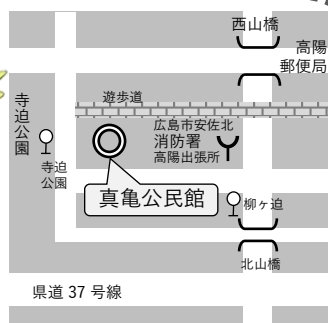 西山橋
高陽
郵便局
遊歩道
寺迫公園
広島市安佐北
消防署
高陽出張所
寺迫
公園
真亀公民館
柳ヶ迫
北山橋
県道 37 号線